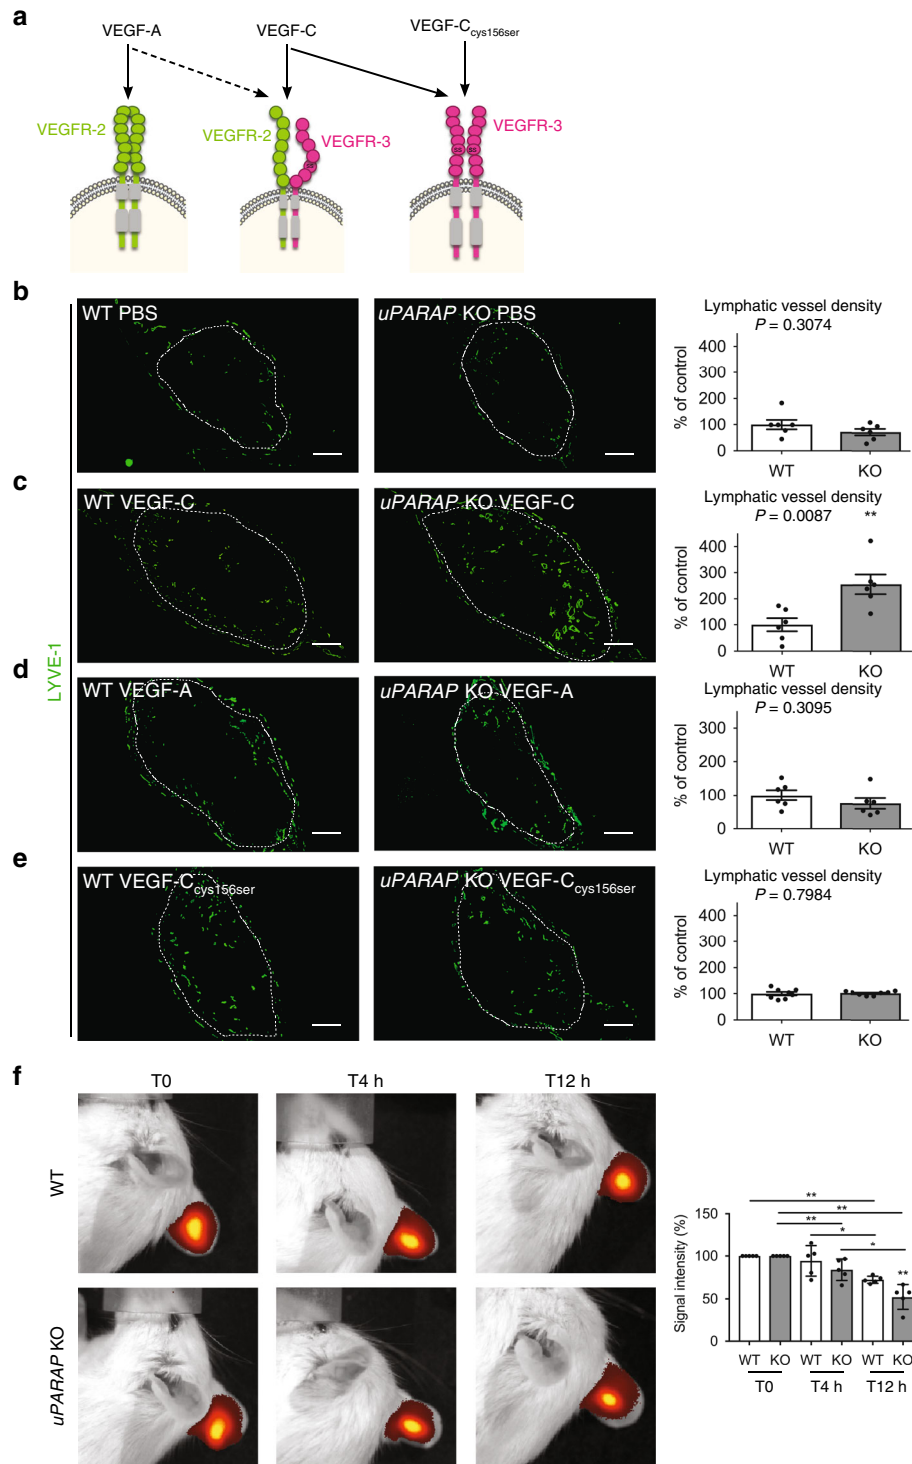 a
VEGF-A
VEGF-C
VEGF-Ccys156ser
VEGFR-2
VEGFR-2
VEGFR-3
VEGFR-3
ss
ss ss
b
WT PBS
uPARAP KO PBS
Lymphatic vessel density
P = 0.3074
% of control
400
300
200
100
0
WT
KO
c
WT VEGF-C
uPARAP KO VEGF-C
Lymphatic vessel density
P = 0.0087
**
% of control
400
300
200
100
0
WT
KO
LYVE-1
d
WT VEGF-A
uPARAP KO VEGF-A
Lymphatic vessel density
P = 0.3095
% of control
300
200
100
0
WT
KO
e
WT VEGF-Ccys156ser
uPARAP KO VEGF-Ccys156ser
Lymphatic vessel density
P = 0.7984
% of control
400
300
200
100
0
WT
KO
f
T0
T4 h
T12 h
WT
uPARAP KO
Signal intensity (%)
150
100
50
0
**
**
**
*
*
**
WT KO WT KO WT KO
T0
T4 h
T12 h